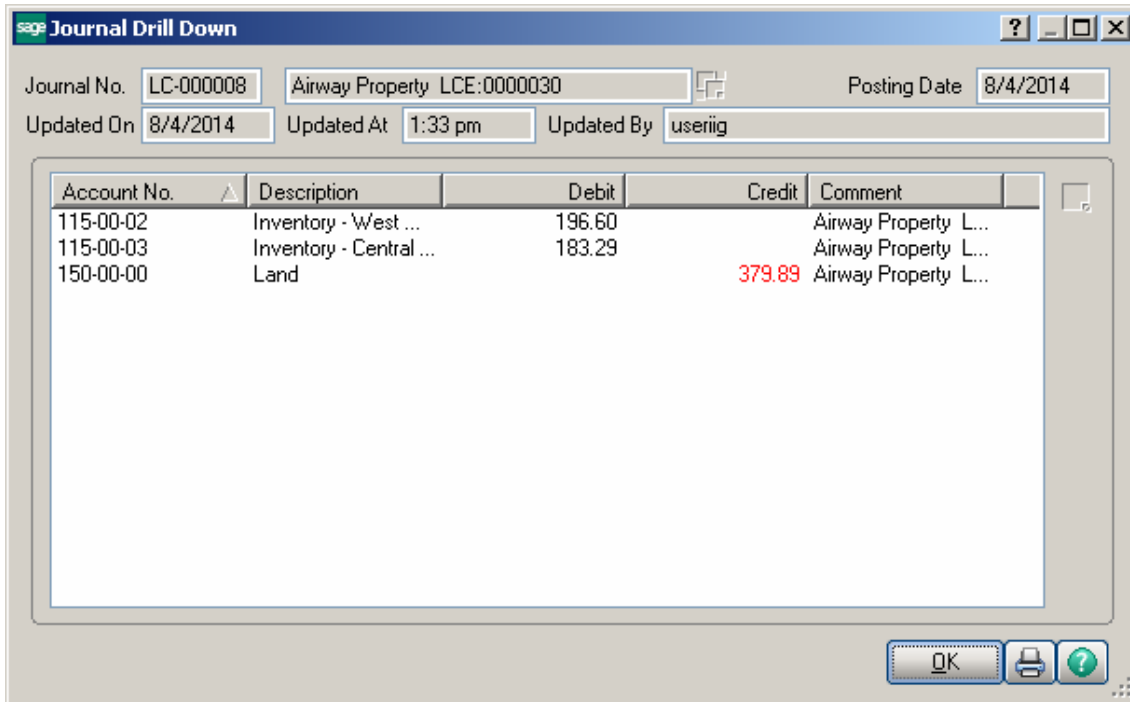 sage Journal Drill Down
Journal No. LC-000008 Airway Property LCE:0000030 Posting Date 8/4/2014
Updated On 8/4/2014 Updated At 1:33 pm Updated By useriig
Account No. Description Debit Credit Comment
115-00-02 Inventory - West ... 196.60 Airway Property L...
115-00-03 Inventory - Central ... 183.29 Airway Property L...
150-00-00 Land 379.89 Airway Property L...
OK